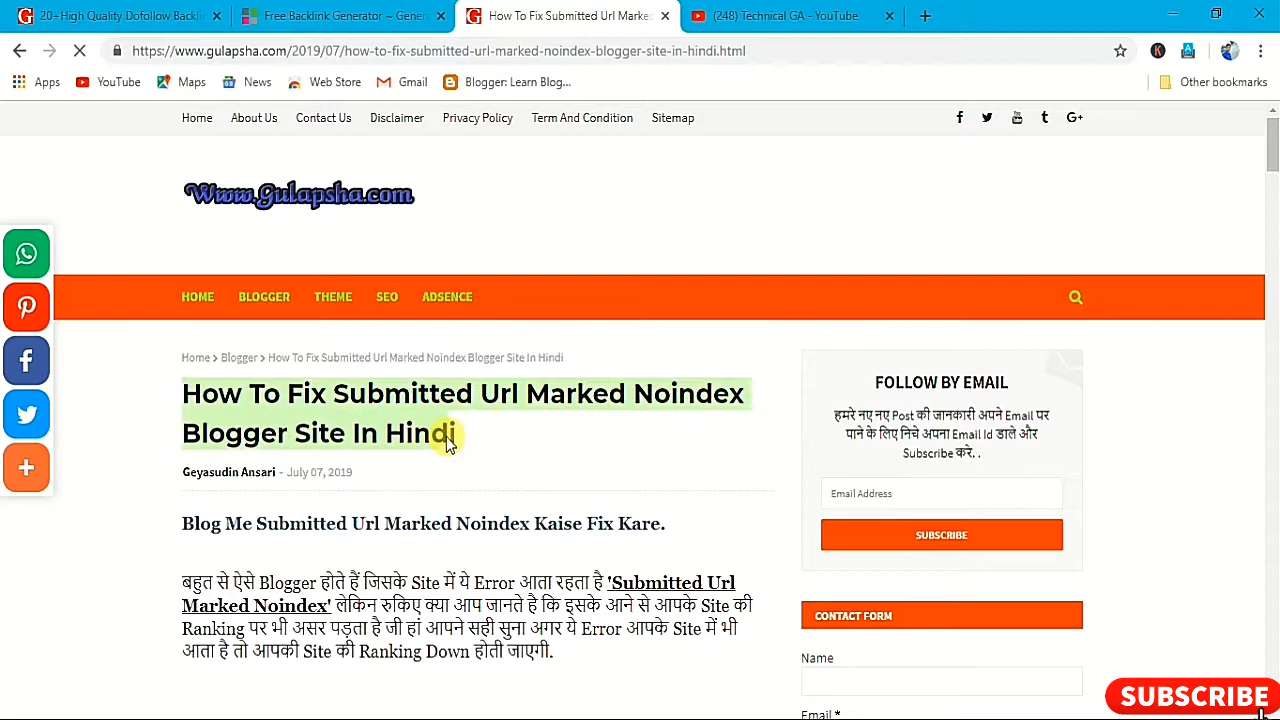 20+High Quality Dofollow Backli
Free Backlink Generator ~ Gener
How To Fix Submitted Url Marked
(248) Technical GA - YouTube
https://www.gulapsha.com/2019/07/how-to-fix-submitted-url-marked-noindex-blogger-site-in-hindi.html
Apps YouTube Maps News Web Store Gmail Blogger: Learn Blog... Other bookmarks
Home About Us Contact Us Disclaimer Privacy Policy Term And Condition Sitemap
Www.Gulapsha.com
HOME BLOGGER THEME SEO ADSENCE
Home > Blogger > How To Fix Submitted Url Marked Noindex Blogger Site In Hindi
How To Fix Submitted Url Marked Noindex
Blogger Site In Hindi
Geyasudin Ansari - July 07, 2019
Blog Me Submitted Url Marked Noindex Kaise Fix Kare.
बहुत से ऐसे Blogger होते हैं जिसके Site में ये Error आता रहता है 'Submitted Url
Marked Noindex' लेकिन रुकिए क्या आप जानते है कि इसके आने से आपके Site की
Ranking पर भी असर पड़ता है जी हां आपने सही सुना अगर ये Error आपके Site में भी
आता है तो आपकी Site की Ranking Down होती जाएगी.
FOLLOW BY EMAIL
हमरे नए नए Post की जानकारी अपने Email पर
पाने के लिए निचे अपना Email Id डाले और
Subscribe करे. .
Email Address
SUBSCRIBE
CONTACT FORM
Name
Email *
SUBSCRIBE